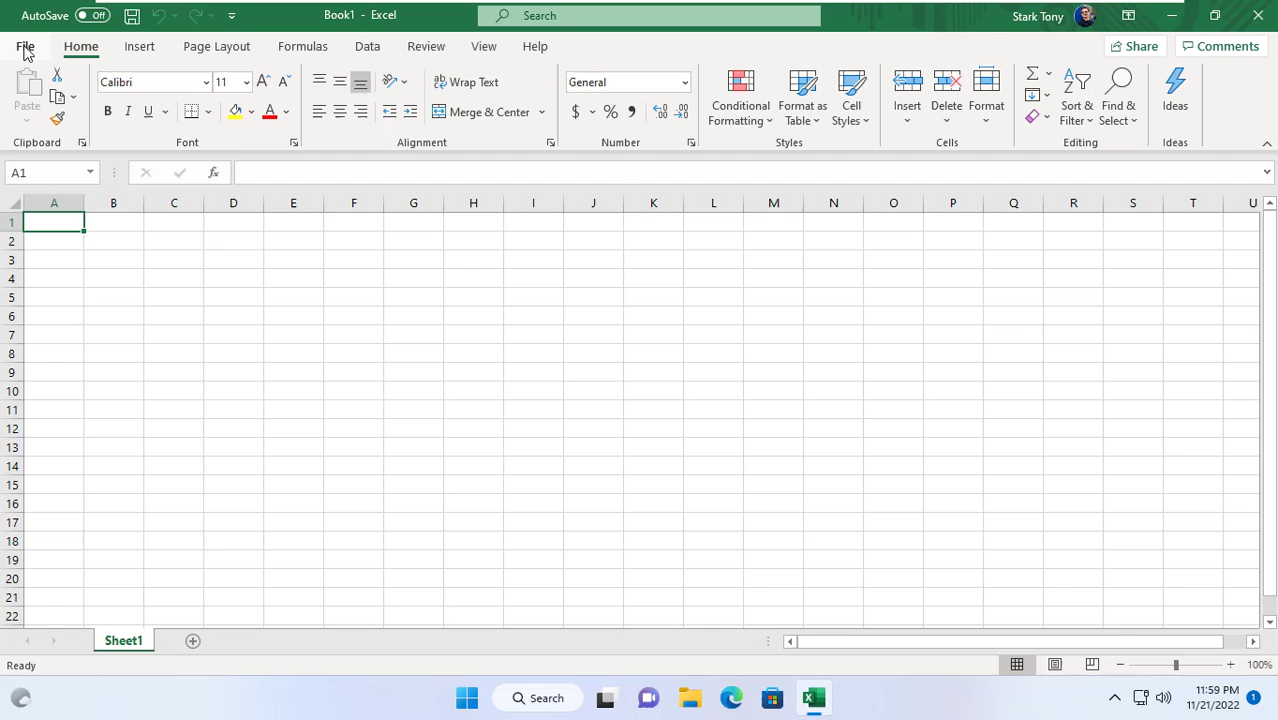 AutoSave Off Book1 - Excel Search Stark Tony
File Home Insert Page Layout Formulas Data Review View Help Share Comments
Paste Calibri 11 Wrap Text General Conditional Formatting Format as Table Cell Styles Insert Delete Format Sort & Filter Find & Select Ideas
B I U A Merge & Center $ % ,
Clipboard Font Alignment Number Styles Cells Editing Ideas
A1 fx
A B C D E F G H I J K L M N O P Q R S T U
1
2
3
4
5
6
7
8
9
10
11
12
13
14
15
16
17
18
19
20
21
22
Sheet1
Ready 100%
Search 11:59 PM 1
11/21/2022